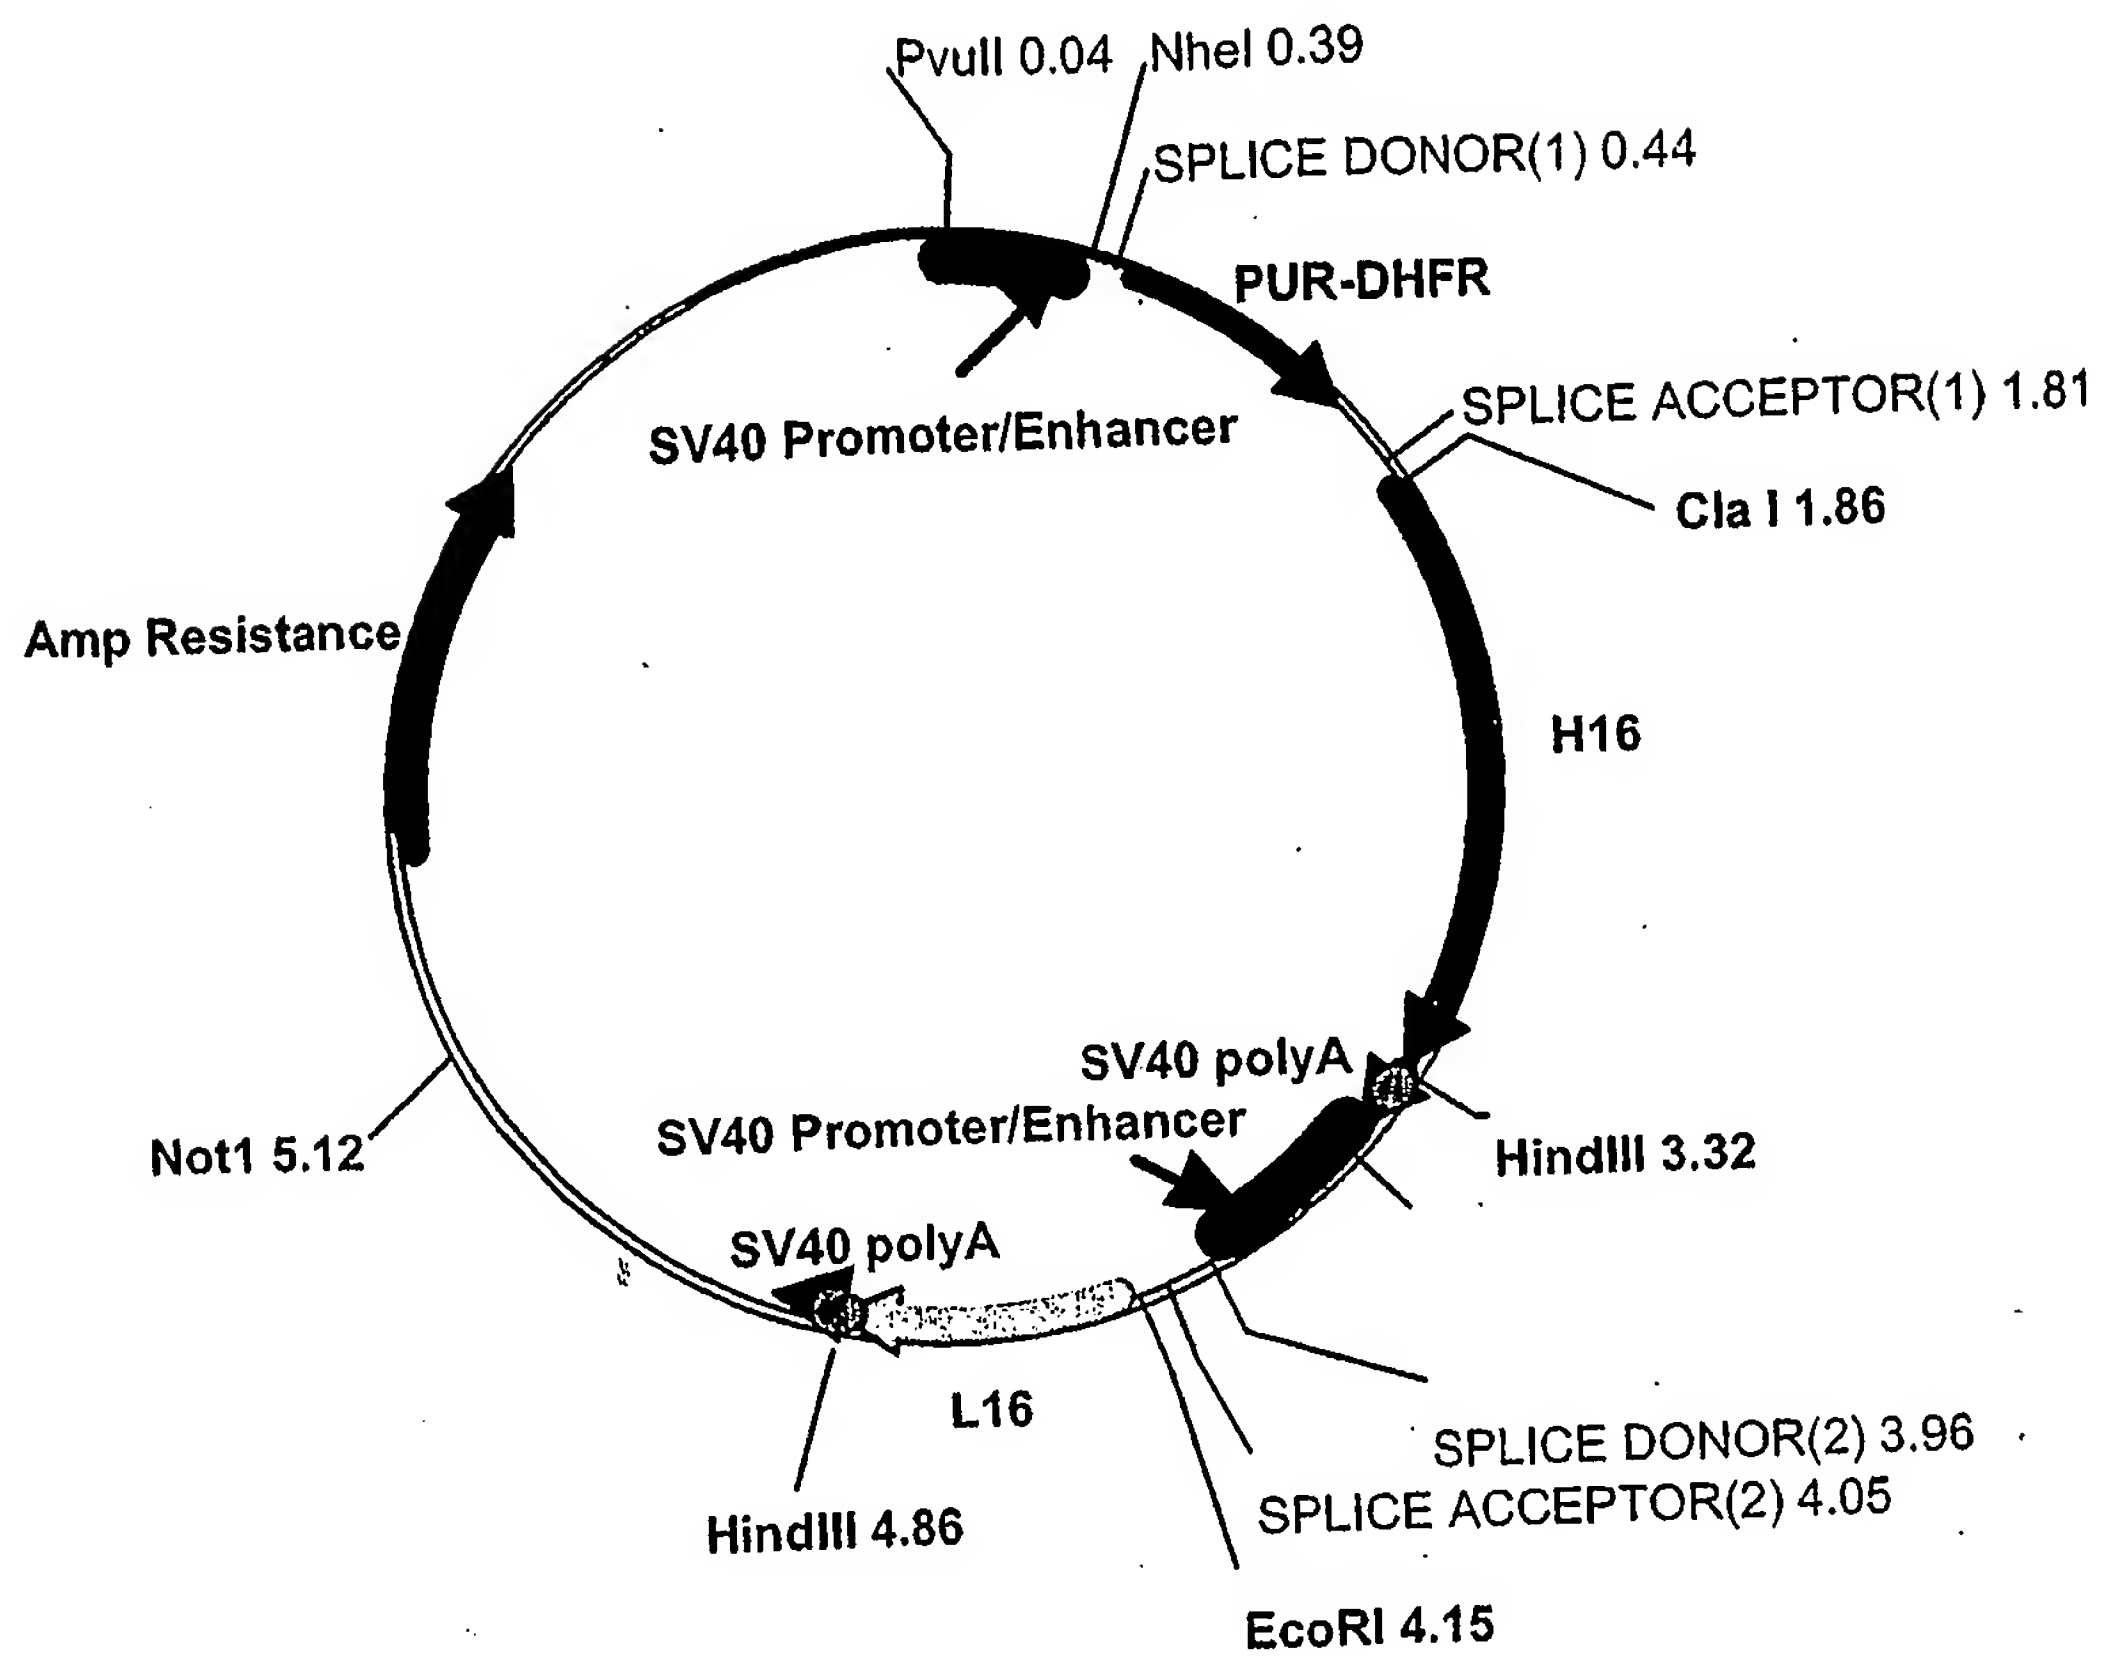 PvuII 0.04
NheI 0.39
SPLICE DONOR(1) 0.44
PUR-DHFR
SPLICE ACCEPTOR(1) 1.81
SV40 Promoter/Enhancer
Cla I 1.86
Amp Resistance
H16
SV40 polyA
SV40 Promoter/Enhancer
HindIII 3.32
Not1 5.12
SV40 polyA
L16
SPLICE DONOR(2) 3.96
SPLICE ACCEPTOR(2) 4.05
HindIII 4.86
EcoRI 4.15